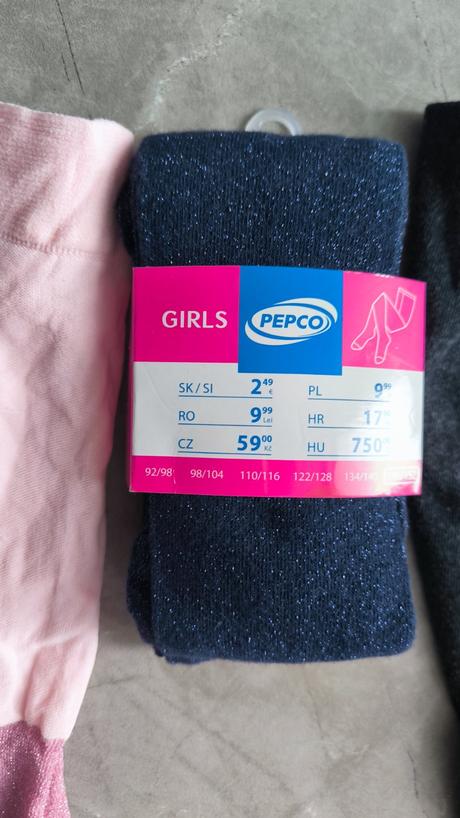 GIRLS PEPCO
SK / SI 2 49 € PL 9 99
RO 9 99 Lei HR 17
CZ 59 00 Kč HU 750
92/98 98/104 110/116 122/128